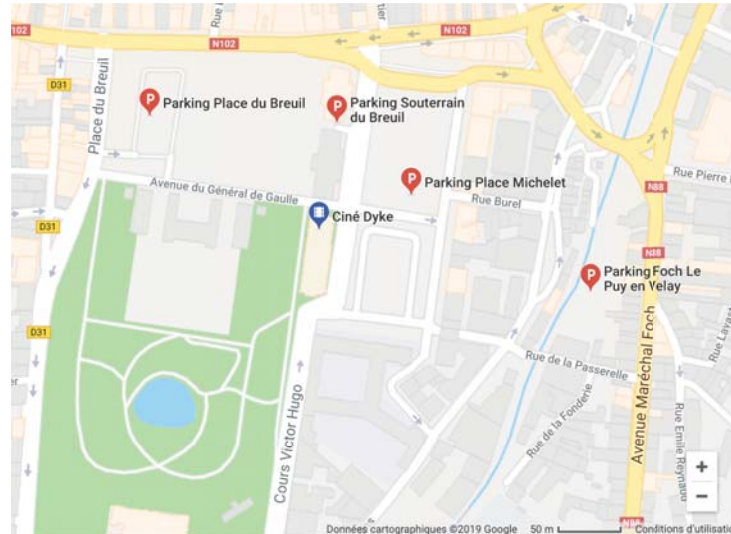 N102
N102
N102
D31
Place du Breuil
P Parking Place du Breuil
P Parking Souterrain
du Breuil
P Parking Place Michelet
Avenue du Général de Gaulle
Ciné Dyke
Rue Burel
Rue Pierre
N88
D31
N88
P Parking Foch Le
Puy en Velay
D31
Avenue Maréchal Foch
Rue de la Passerelle
Rue de la Fonderie
Cours Victor Hugo
Rue Emile Reynaud
+
−
N88
Données cartographiques ©2019 Google
50 m
Conditions d'utilisatio